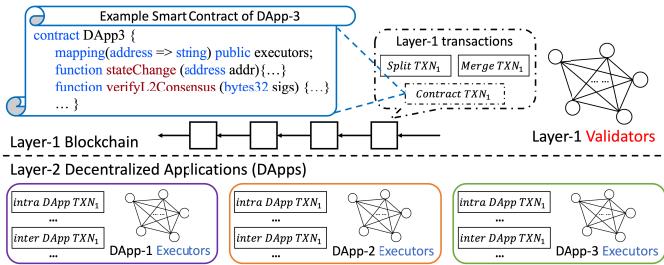 Example Smart Contract of DApp-3
contract DApp3 {
mapping(address => string) public executors;
function stateChange (address addr){…}
function verifyL2Consensus (bytes32 sigs) {…}
… }
Layer-1 transactions
Split TXN₁
Merge TXN₁
Contract TXN₁
... ...
Layer-1 Validators
Layer-1 Blockchain
Layer-2 Decentralized Applications (DApps)
intra DApp TXN₁
...
inter DApp TXN₁
...
... ...
DApp-1 Executors
intra DApp TXN₁
...
inter DApp TXN₁
...
... ...
DApp-2 Executors
intra DApp TXN₁
...
inter DApp TXN₁
...
... ...
DApp-3 Executors